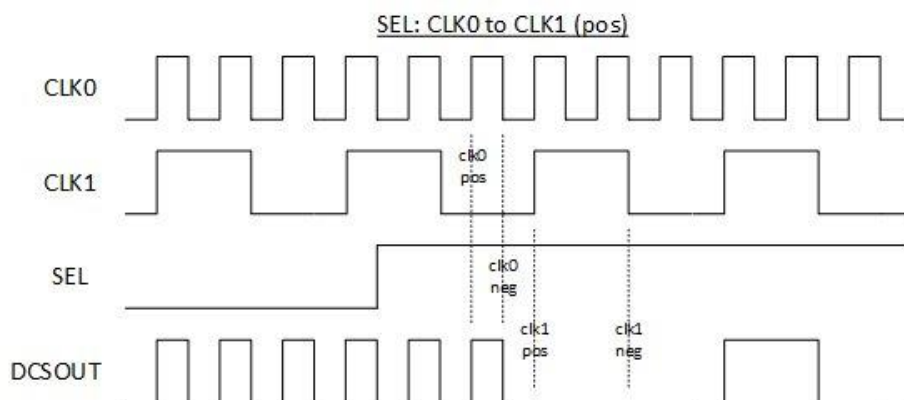 SEL: CLK0 to CLK1 (pos)
CLK0
CLK1
clk0
pos
SEL
clk0
neg
clk1
pos
clk1
neg
DCSOUT